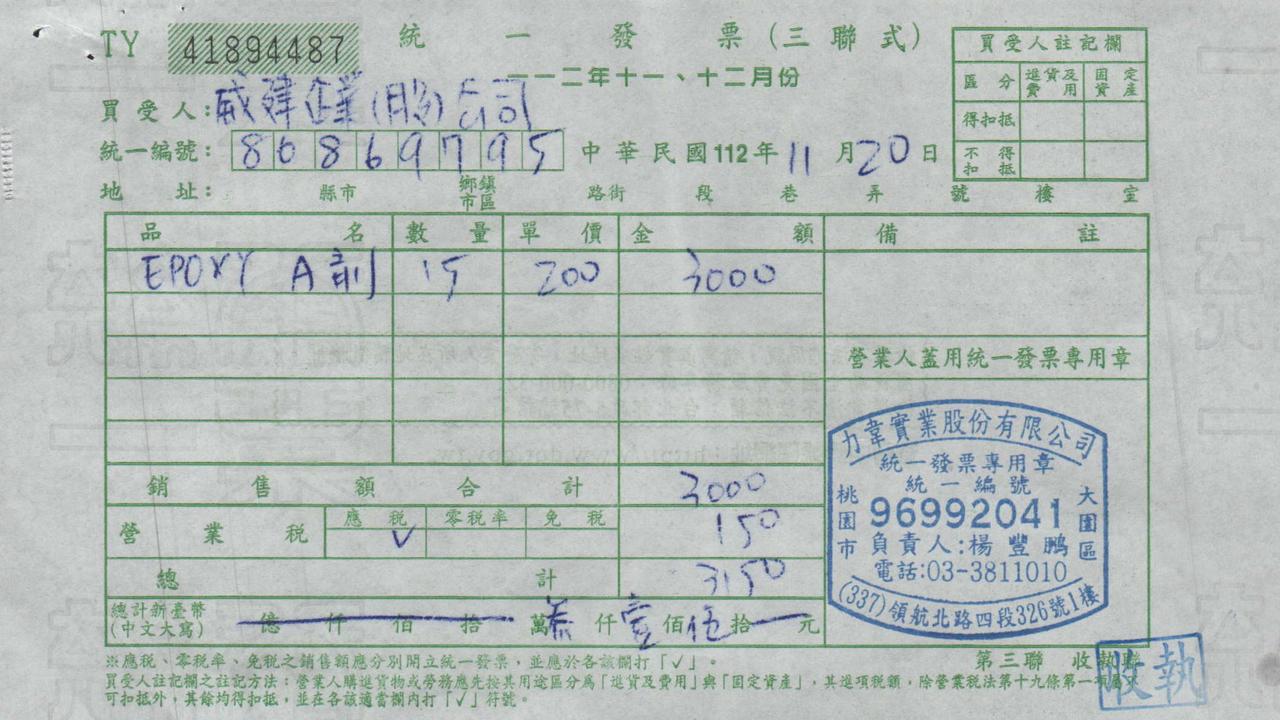 TY 41894487 統一發票(三聯式)
一一二年十一、十二月份
買受人:威建企業(股)公司
統一編號: 86869795 中華民國112年11月20日
地址: 縣市 鄉鎮市區 路街 段 巷 弄 號 樓 室
買受人註記欄
區分 進貨及費用 固定資產
得扣抵
不得扣抵
品名 數量 單價 金額 備註
EPOXY A劑 15 200 3000
營業人蓋用統一發票專用章
銷售額合計 3000
營業稅 應稅 零稅率 免稅 150
V
總計 3150
總計新臺幣(中文大寫) 億仟佰拾萬叁仟壹佰伍拾元
力韋實業股份有限公司
統一發票專用章
統一編號
96992041
桃園市 大園區
負責人:楊豐鵬
電話:03-3811010
(337)領航北路四段326號1樓
※應稅、零稅率、免稅之銷售額應分別開立統一發票,並應於各該欄打「✓」。
第三聯 收執聯
買受人註記欄之註記方法:營業人購進貨物或勞務應先按其用途區分為「進貨及費用」與「固定資產」,其進項稅額,除營業稅法第十九條第一項屬不
可扣抵外,其餘均得扣抵,並在各該適當欄內打「✓」符號。
收執